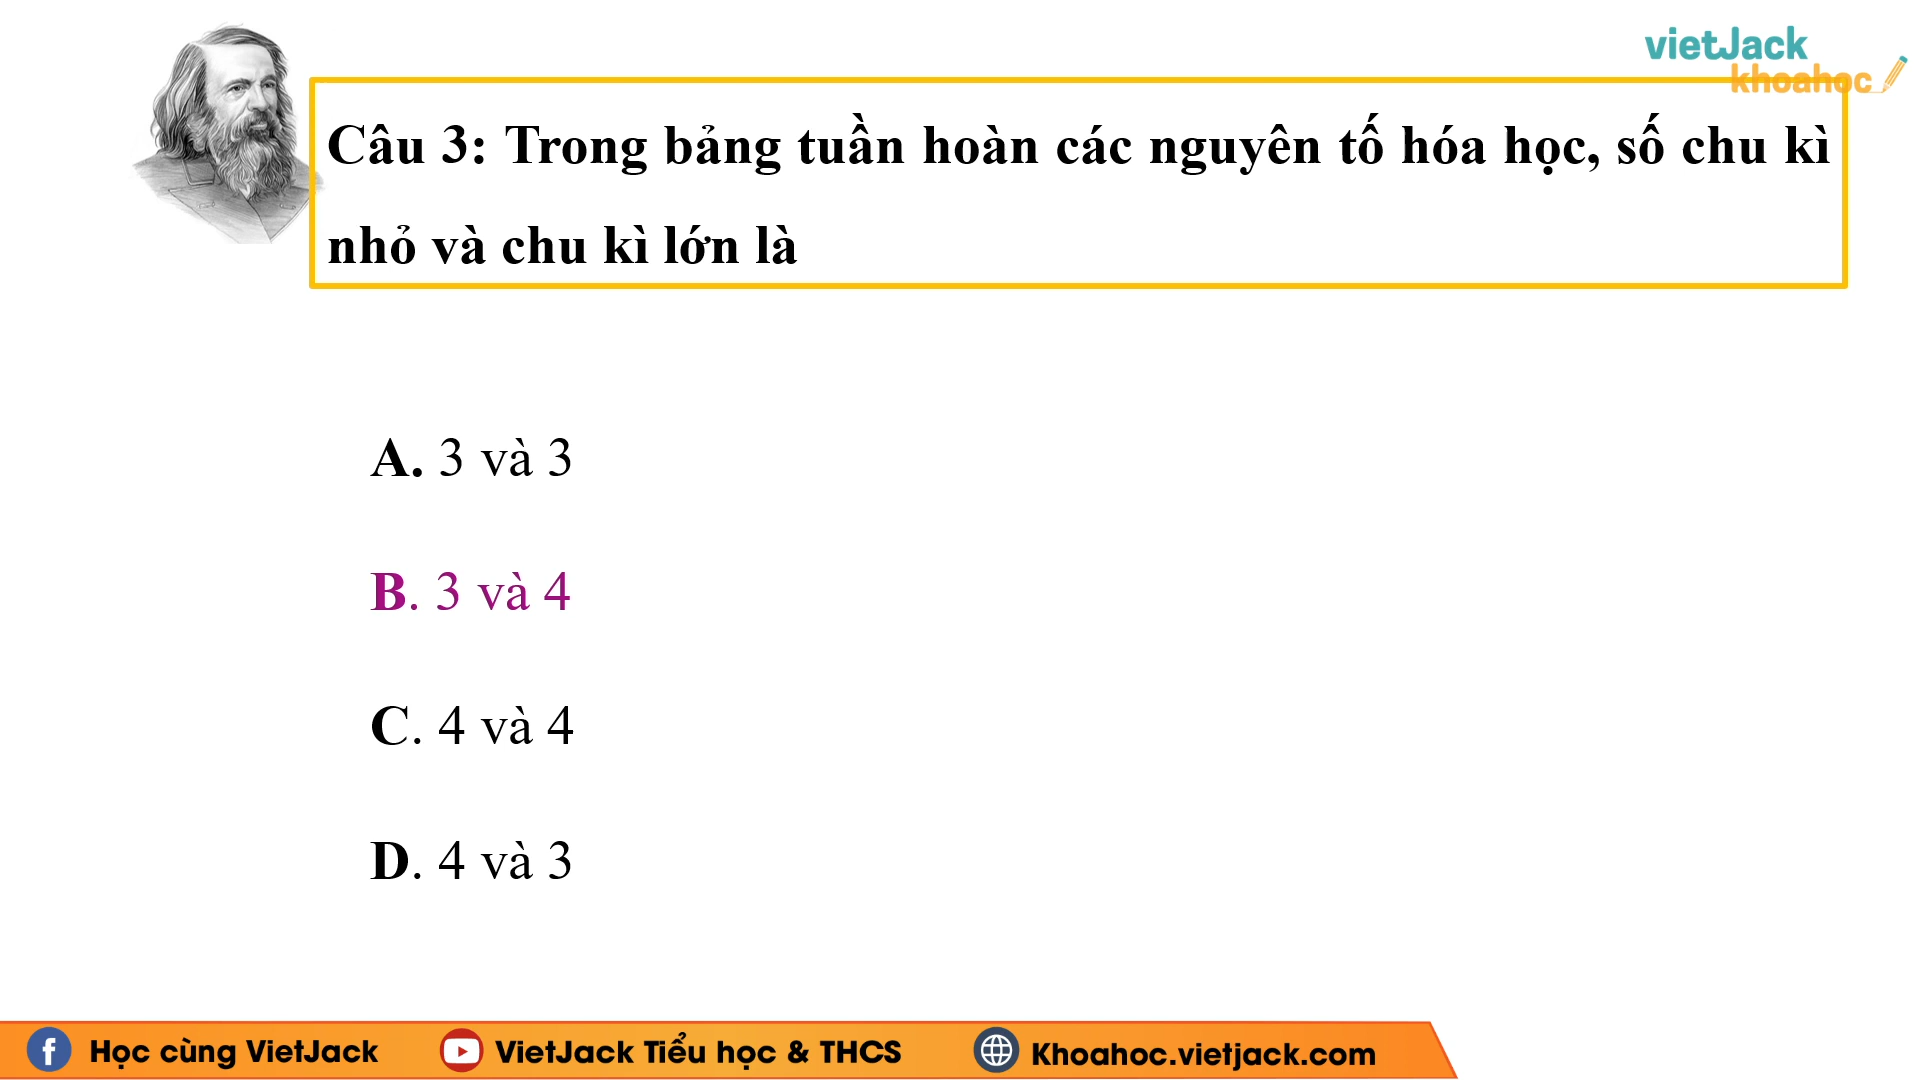 vietJack
khoahoc
Câu 3: Trong bảng tuần hoàn các nguyên tố hóa học, số chu kì
nhỏ và chu kì lớn là
A. 3 và 3
B. 3 và 4
C. 4 và 4
D. 4 và 3
Học cùng VietJack
VietJack Tiểu học & THCS
Khoahoc.vietjack.com